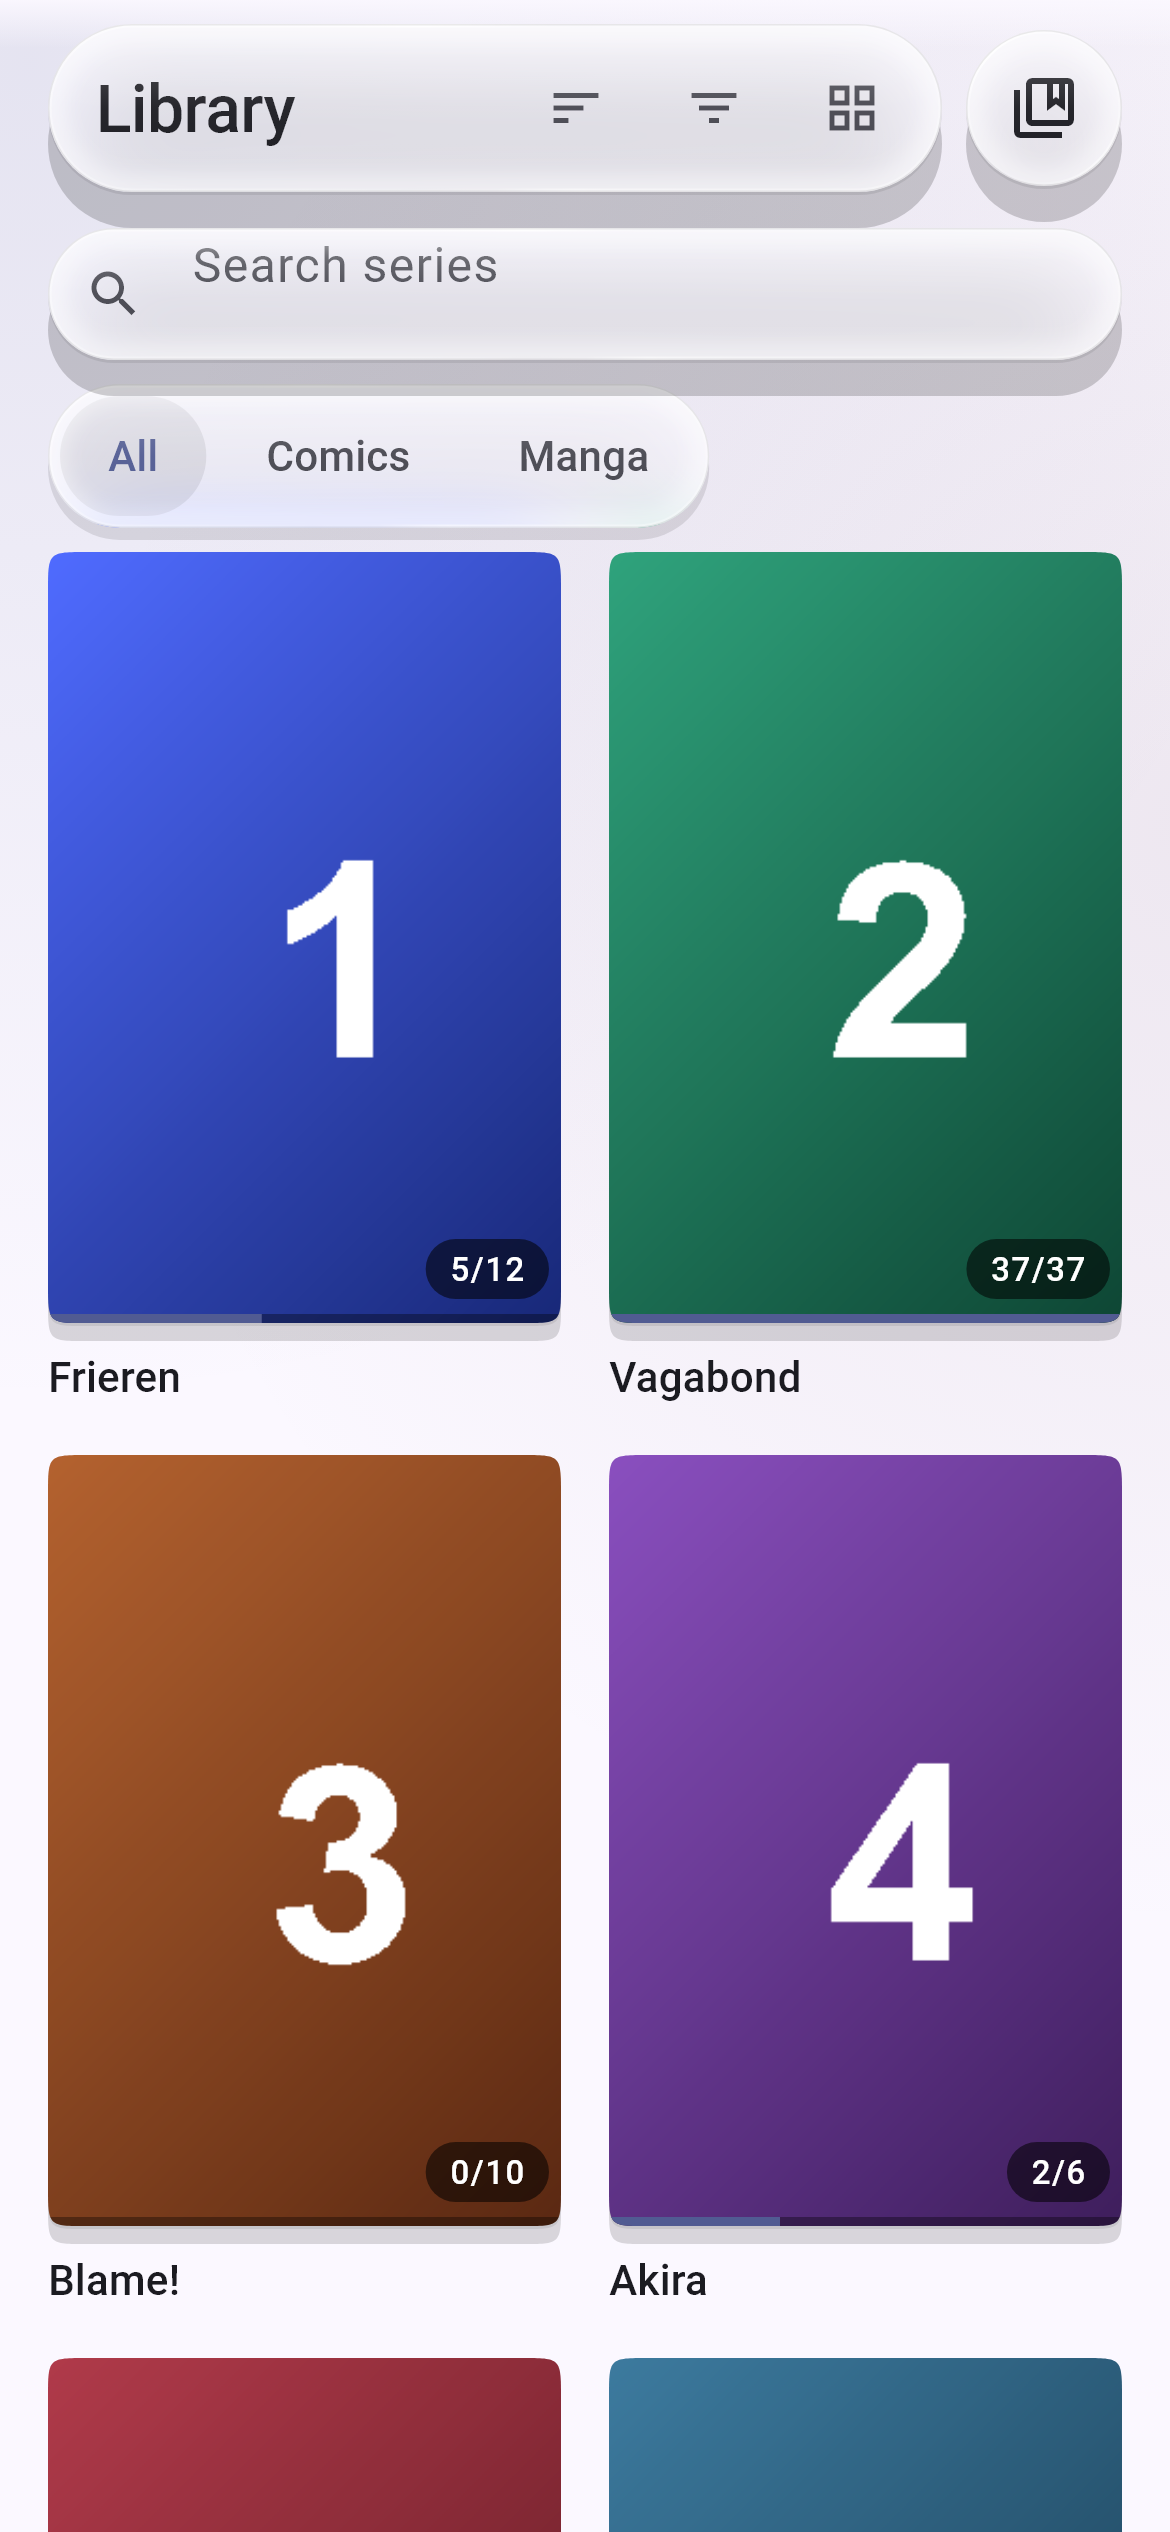 Library
Search series
All Comics Manga
1 2
5/12 37/37
Frieren Vagabond
3 4
0/10 2/6
Blame! Akira